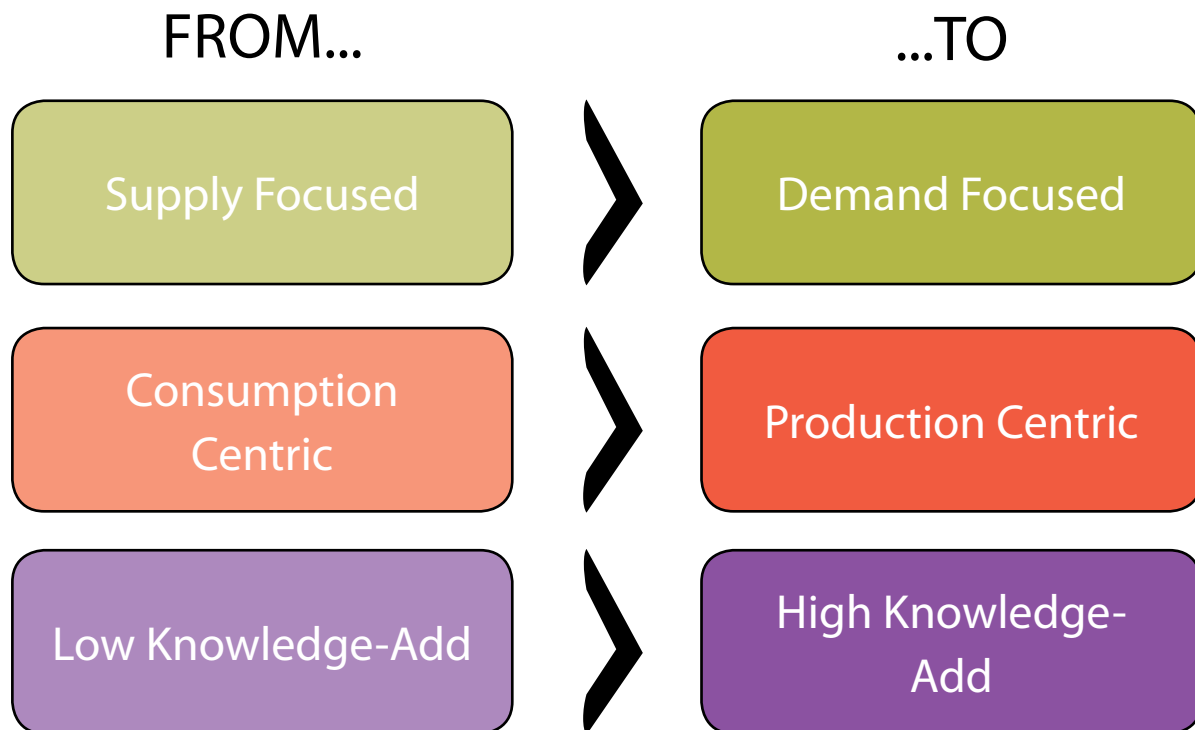 FROM...
...TO
Supply Focused
Demand Focused
Consumption
Centric
Production Centric
Low Knowledge-Add
High Knowledge-
Add